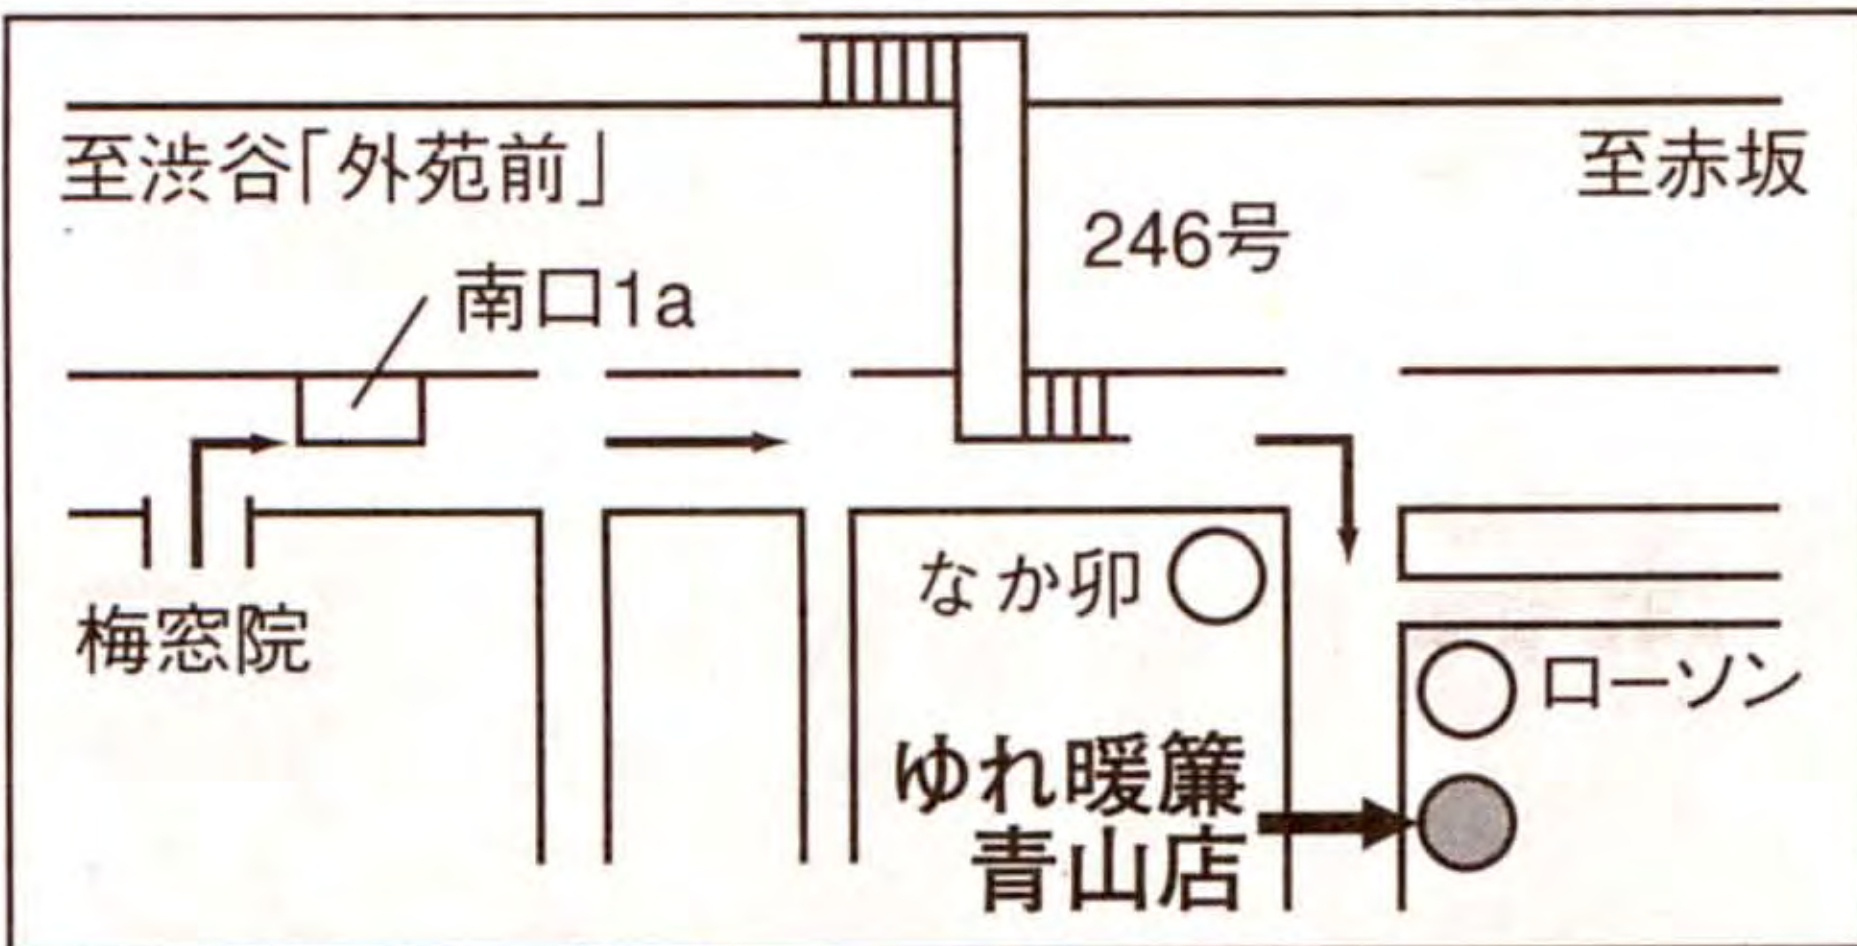 至渋谷「外苑前」
至赤坂
246号
南口1a
なか卯
梅窓院
ローソン
ゆれ暖簾
青山店